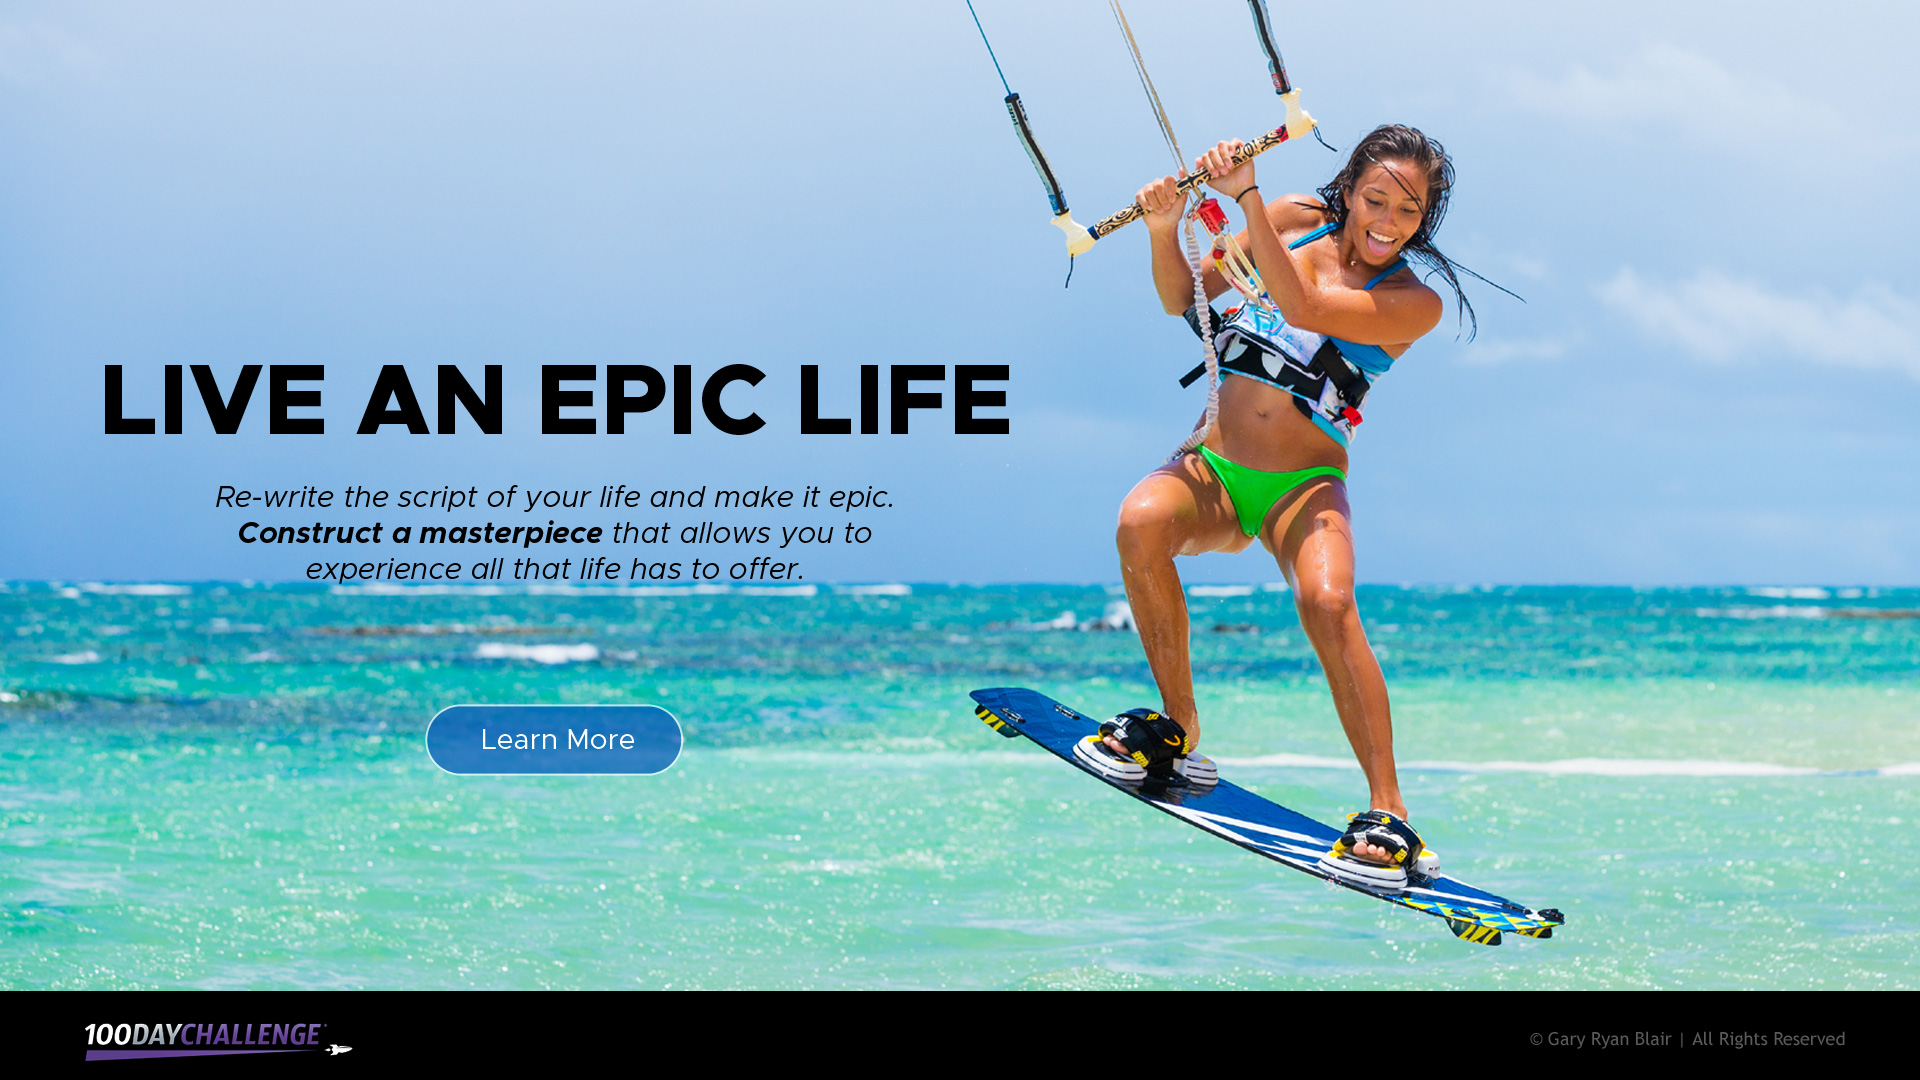 LIVE AN EPIC LIFE
Re-write the script of your life and make it epic.
Construct a masterpiece that allows you to
experience all that life has to offer.
Learn More
100DAYCHALLENGE
© Gary Ryan Blair | All Rights Reserved